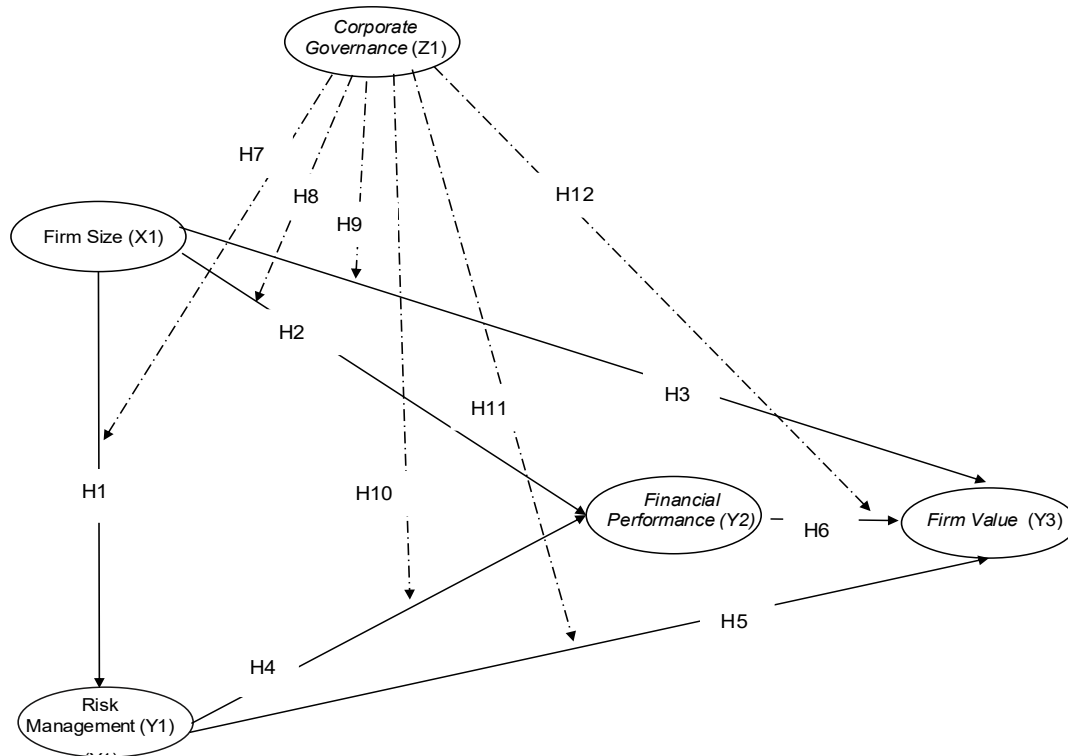 Corporate
Governance (Z1)
H7
H8
H12
H9
Firm Size (X1)
H2
H3
H11
H1
H10
Financial
Performance (Y2)
Firm Value (Y3)
H6
H5
H4
Risk
Management (Y1)